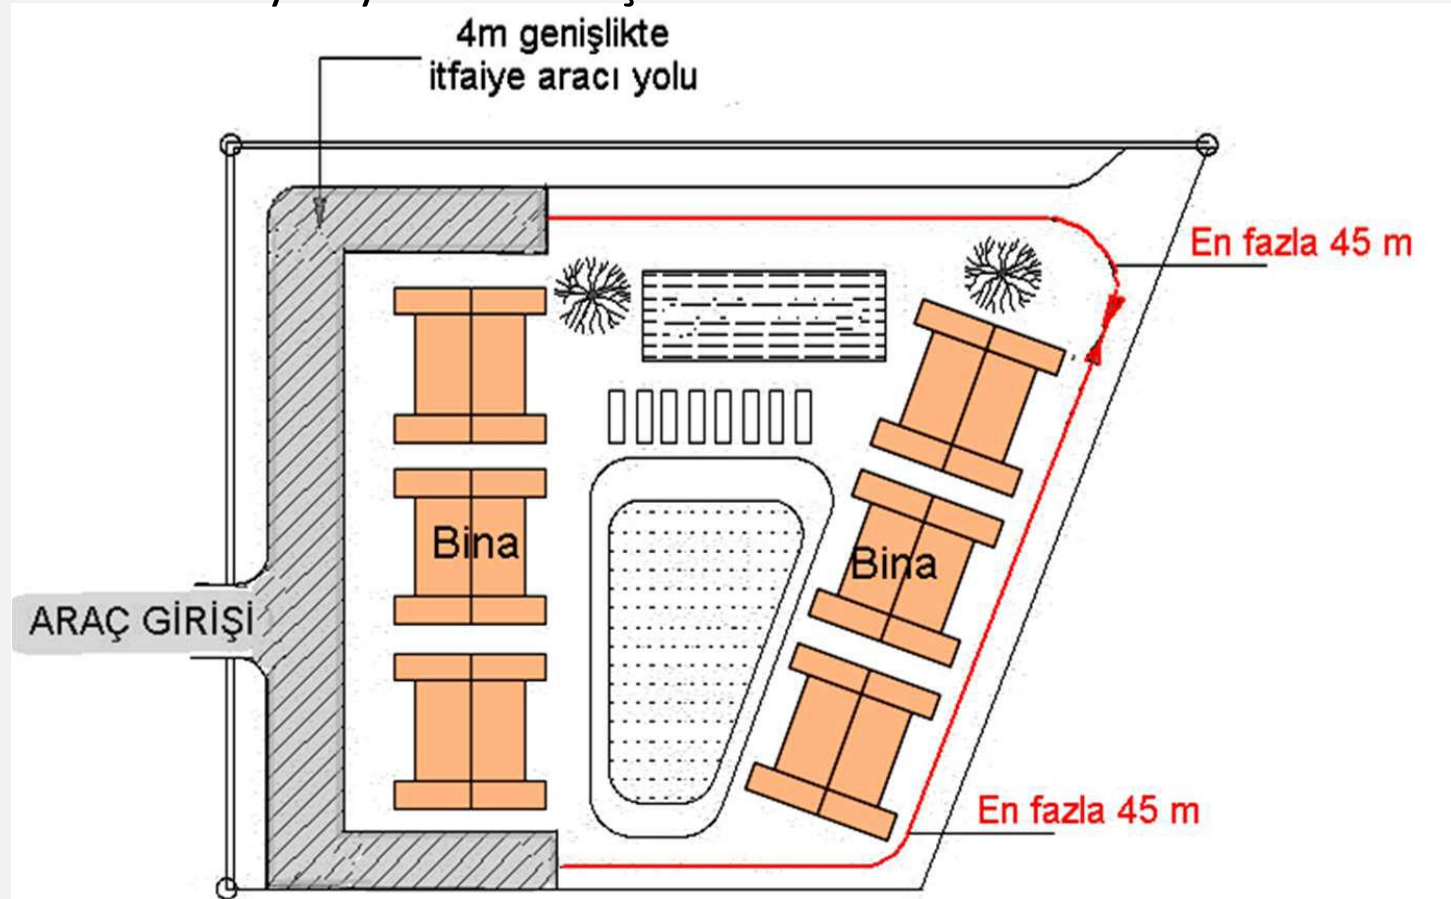 4m genişlikte
itfaiye aracı yolu
En fazla 45 m
Bina
Bina
ARAÇ GİRİŞİ
En fazla 45 m